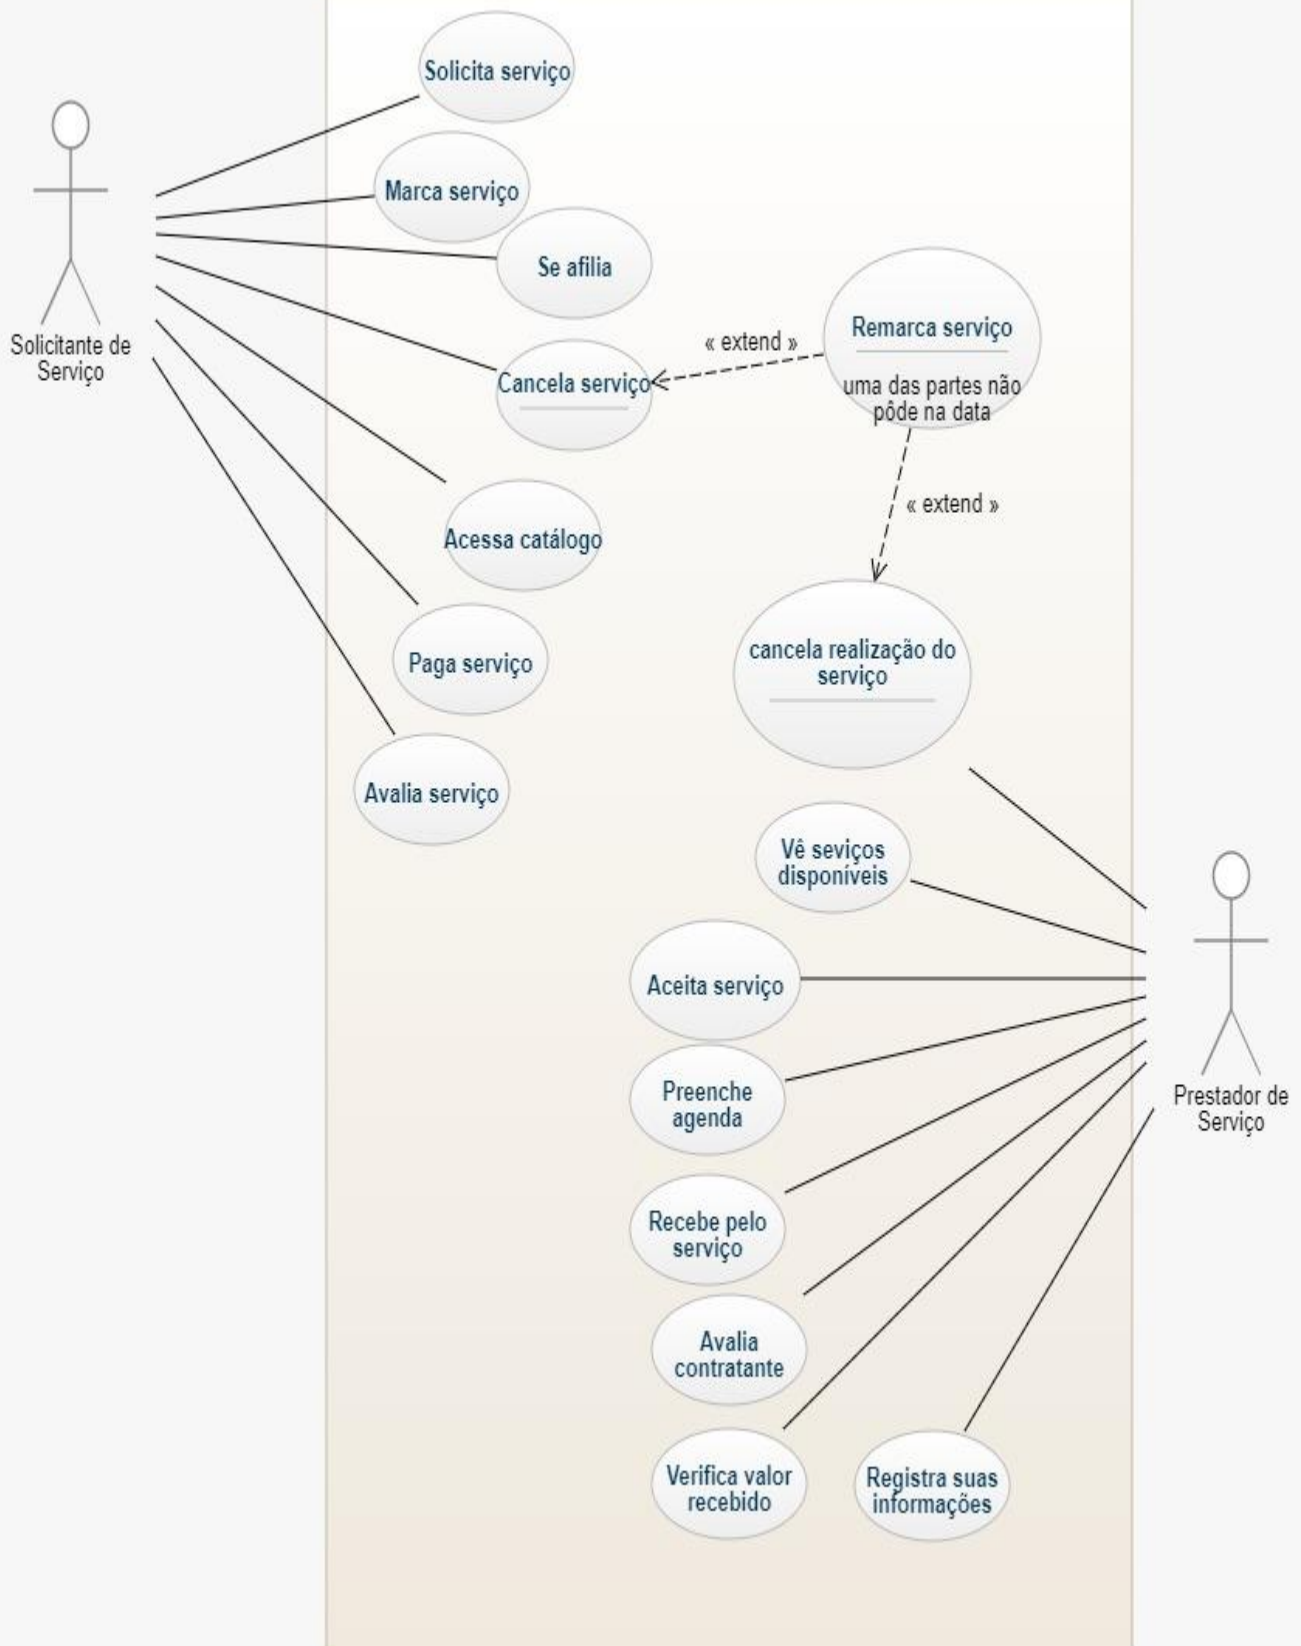 Solicita serviço
Marca serviço
Se afilia
Solicitante de
Serviço
Cancela serviço
« extend »
Remarca serviço
uma das partes não
pôde na data
« extend »
Acessa catálogo
Paga serviço
cancela realização do
serviço
Avalia serviço
Vê seviços
disponíveis
Aceita serviço
Preenche
agenda
Prestador de
Serviço
Recebe pelo
serviço
Avalia
contratante
Verifica valor
recebido
Registra suas
informações